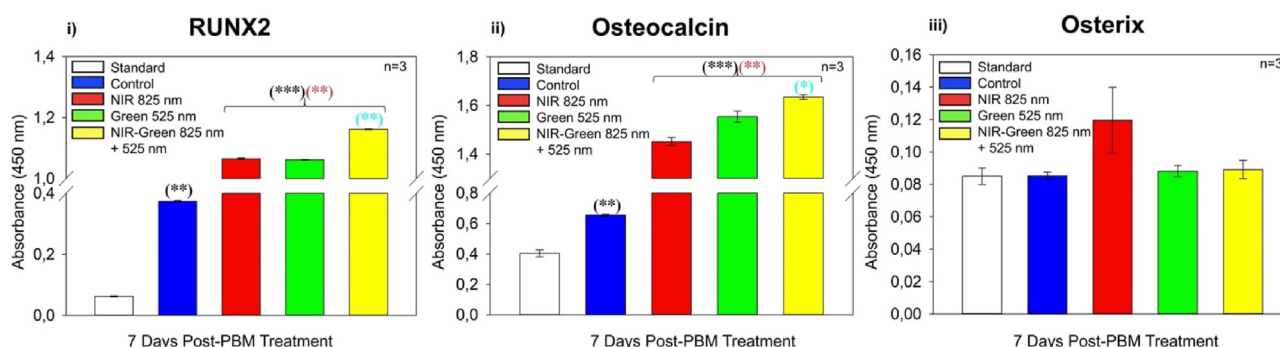 i) RUNX2
1,4
1,2
1,0
0,4
0,2
0,0
Absorbance (450 nm)
Standard
Control
NIR 825 nm
Green 525 nm
NIR-Green 825 nm
+ 525 nm
n=3
(***)(**)
(**)
(**)
7 Days Post-PBM Treatment
ii) Osteocalcin
1,8
1,6
1,4
0,8
0,6
0,4
0,2
0,0
Absorbance (450 nm)
Standard
Control
NIR 825 nm
Green 525 nm
NIR-Green 825 nm
+ 525 nm
n=3
(***)(**)
(*)
(**)
7 Days Post-PBM Treatment
iii) Osterix
0,16
0,14
0,12
0,10
0,08
0,06
0,04
0,02
0,00
Absorbance (450 nm)
Standard
Control
NIR 825 nm
Green 525 nm
NIR-Green 825 nm
+ 525 nm
n=3
7 Days Post-PBM Treatment